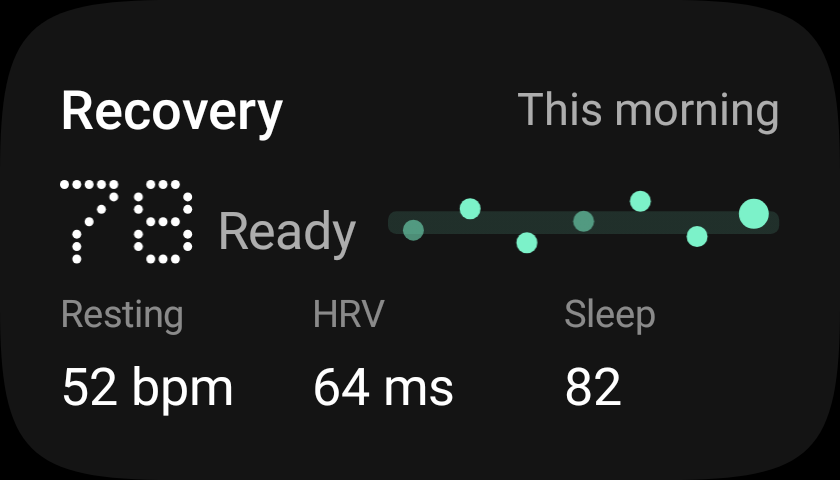 Recovery
This morning
78 Ready
Resting HRV Sleep
52 bpm 64 ms 82